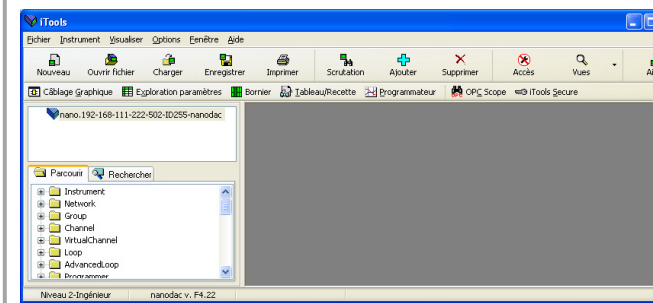 iTools
Fichier Instrument Visualiser Options Fenêtre Aide
Nouveau Ouvrir fichier Charger Enregistrer Imprimer Scrutation Ajouter Supprimer Accès Vues
Câblage Graphique Exploration paramètres Bornier Tableau/Recette Programmateur OPC Scope iTools Secure
nano.192-168-111-222-502-ID255-nanodac
Parcourir Rechercher
Instrument
Network
Group
Channel
VirtualChannel
Loop
AdvancedLoop
Programmer
Niveau 2-Ingénieur nanodac v. F4.22